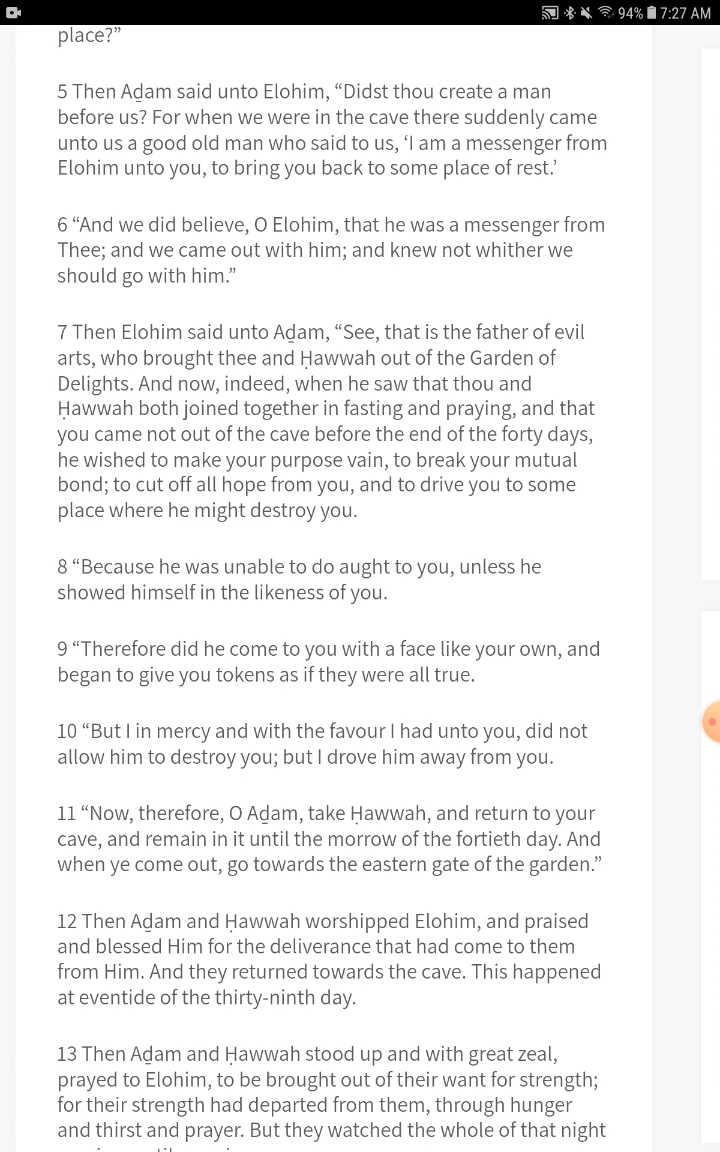 94% 7:27 AM
place?”
5 Then Aḏam said unto Elohim, “Didst thou create a man
before us? For when we were in the cave there suddenly came
unto us a good old man who said to us, ‘I am a messenger from
Elohim unto you, to bring you back to some place of rest.’
6 “And we did believe, O Elohim, that he was a messenger from
Thee; and we came out with him; and knew not whither we
should go with him.”
7 Then Elohim said unto Aḏam, “See, that is the father of evil
arts, who brought thee and Ḥawwah out of the Garden of
Delights. And now, indeed, when he saw that thou and
Ḥawwah both joined together in fasting and praying, and that
you came not out of the cave before the end of the forty days,
he wished to make your purpose vain, to break your mutual
bond; to cut off all hope from you, and to drive you to some
place where he might destroy you.
8 “Because he was unable to do aught to you, unless he
showed himself in the likeness of you.
9 “Therefore did he come to you with a face like your own, and
began to give you tokens as if they were all true.
10 “But I in mercy and with the favour I had unto you, did not
allow him to destroy you; but I drove him away from you.
11 “Now, therefore, O Aḏam, take Ḥawwah, and return to your
cave, and remain in it until the morrow of the fortieth day. And
when ye come out, go towards the eastern gate of the garden.”
12 Then Aḏam and Ḥawwah worshipped Elohim, and praised
and blessed Him for the deliverance that had come to them
from Him. And they returned towards the cave. This happened
at eventide of the thirty-ninth day.
13 Then Aḏam and Ḥawwah stood up and with great zeal,
prayed to Elohim, to be brought out of their want for strength;
for their strength had departed from them, through hunger
and thirst and prayer. But they watched the whole of that night